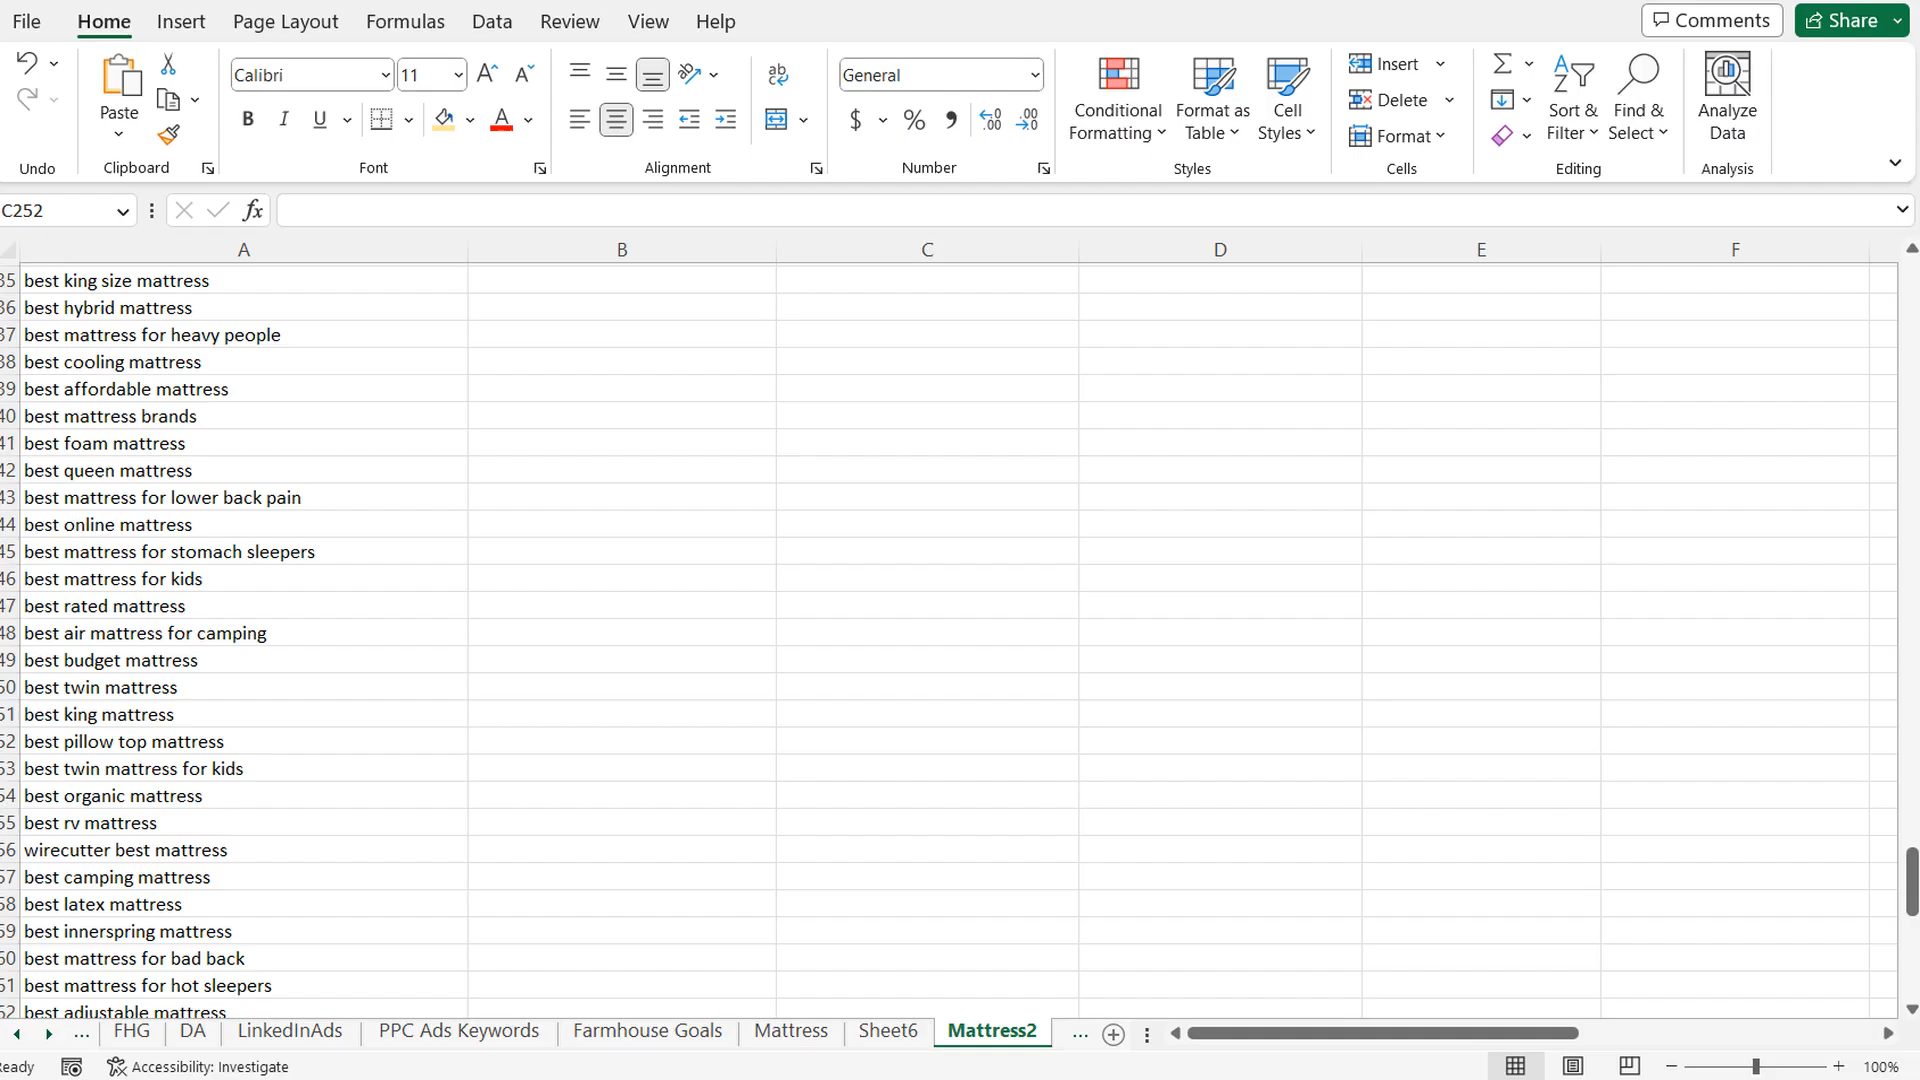 File Home Insert Page Layout Formulas Data Review View Help Comments Share
Calibri 11 ab General Insert
Paste Conditional Format as Cell Delete Sort & Find & Analyze
B I U A $ % Formatting Table Styles Format Filter Select Data
Undo Clipboard Font Alignment Number Styles Cells Editing Analysis
C252 fx
A B C D E F
35 best king size mattress
36 best hybrid mattress
37 best mattress for heavy people
38 best cooling mattress
39 best affordable mattress
40 best mattress brands
41 best foam mattress
42 best queen mattress
43 best mattress for lower back pain
44 best online mattress
45 best mattress for stomach sleepers
46 best mattress for kids
47 best rated mattress
48 best air mattress for camping
49 best budget mattress
50 best twin mattress
51 best king mattress
52 best pillow top mattress
53 best twin mattress for kids
54 best organic mattress
55 best rv mattress
56 wirecutter best mattress
57 best camping mattress
58 best latex mattress
59 best innerspring mattress
60 best mattress for bad back
61 best mattress for hot sleepers
62 best adjustable mattress
... FHG DA LinkedInAds PPC Ads Keywords Farmhouse Goals Mattress Sheet6 Mattress2 ...
eady Accessibility: Investigate 100%